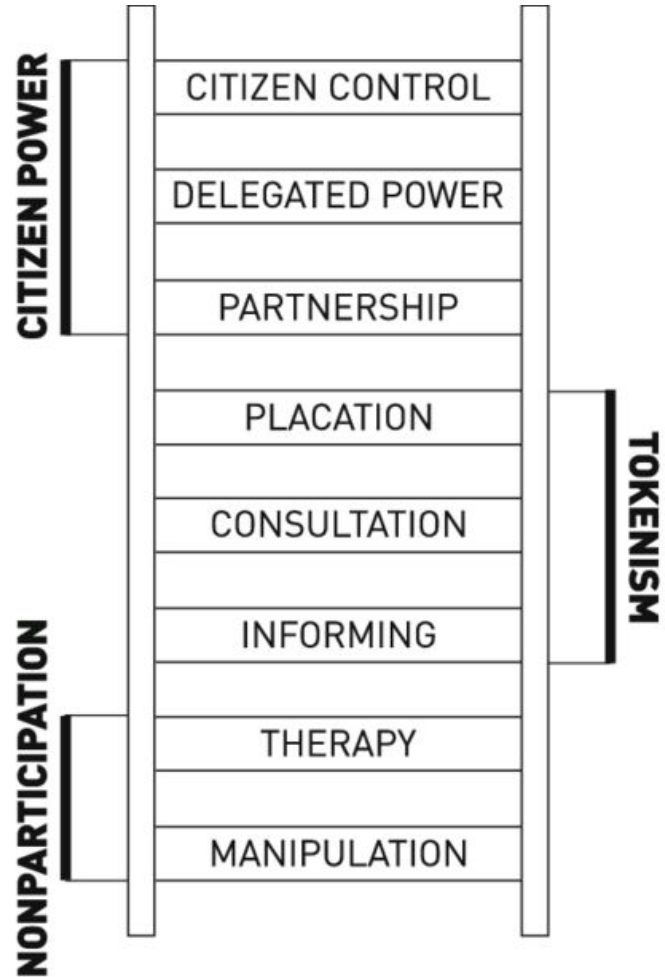 CITIZEN POWER
CITIZEN CONTROL
DELEGATED POWER
PARTNERSHIP
PLACATION
CONSULTATION
INFORMING
TOKENISM
NONPARTICIPATION
THERAPY
MANIPULATION